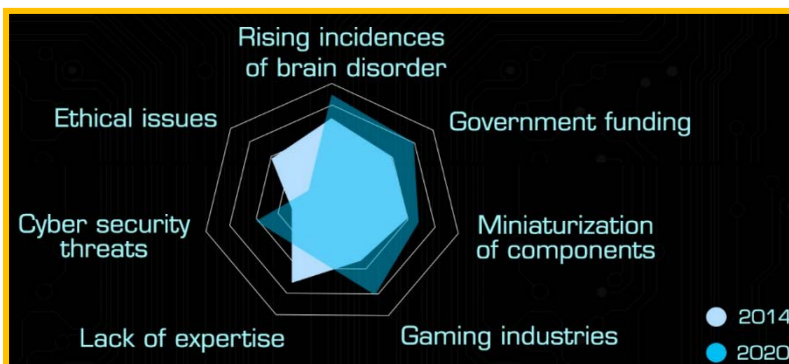 Rising incidences
of brain disorder
Ethical issues
Government funding
Cyber security
threats
Miniaturization
of components
Lack of expertise
Gaming industries
2014
2020